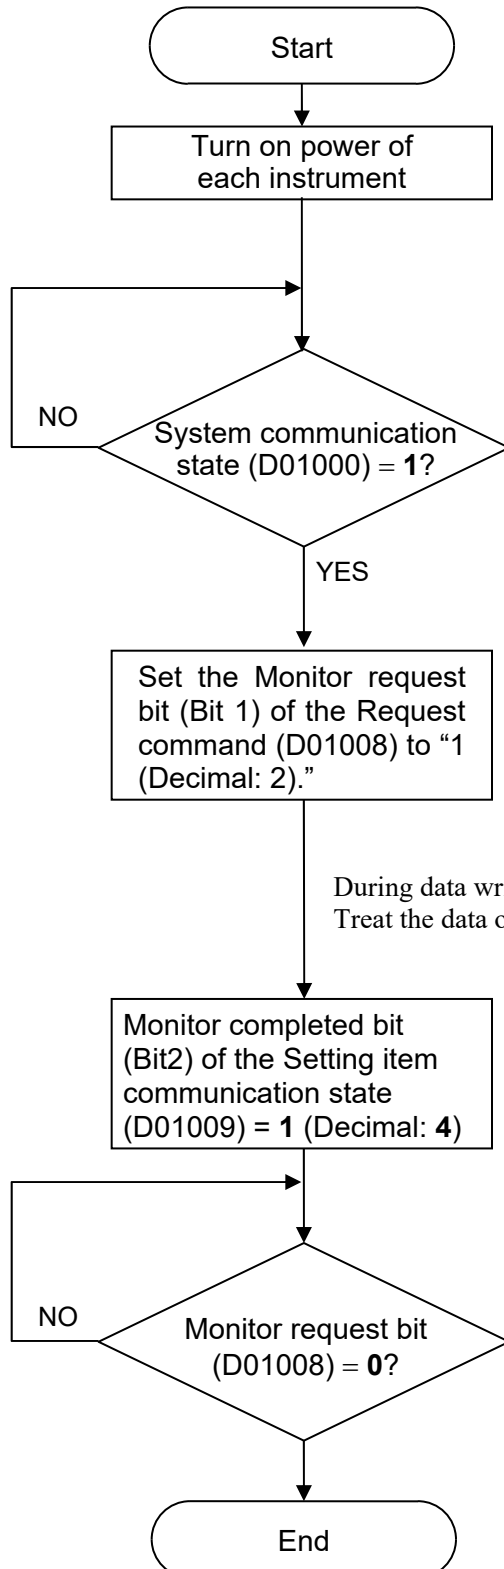 Start
Turn on power of
each instrument
NO
System communication
state (D01000) = 1?
YES
Set the Monitor request
bit (Bit 1) of the Request
command (D01008) to “1
(Decimal: 2).”
During data
Treat the data
Monitor completed bit
(Bit2) of the Setting item
communication state
(D01009) = 1 (Decimal: 4)
NO
Monitor request bit
(D01008) = 0?
End